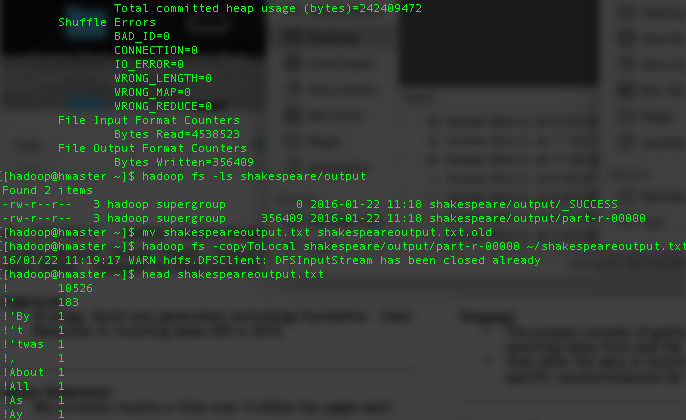 Total committed heap usage (bytes)=242409472
Shuffle Errors
BAD_ID=0
CONNECTION=0
IO_ERROR=0
WRONG_LENGTH=0
WRONG_MAP=0
WRONG_REDUCE=0
File Input Format Counters
Bytes Read=4538523
File Output Format Counters
Bytes Written=356409
[hadoop@hmaster ~]$ hadoop fs -ls shakespeare/output
Found 2 items
-rw-r--r--   3 hadoop supergroup          0 2016-01-22 11:18 shakespeare/output/_SUCCESS
-rw-r--r--   3 hadoop supergroup     356409 2016-01-22 11:18 shakespeare/output/part-r-00000
[hadoop@hmaster ~]$ mv shakespeareoutput.txt shakespeareoutput.txt.old
[hadoop@hmaster ~]$ hadoop fs -copyToLocal shakespeare/output/part-r-00000 ~/shakespeareoutput.txt
16/01/22 11:19:17 WARN hdfs.DFSClient: DFSInputStream has been closed already
[hadoop@hmaster ~]$ head shakespeareoutput.txt
!       10526
!'      183
!'By    1
!'t     1
!'twas  1
!,      1
!About  1
!All    1
!As     1
!Ay     1